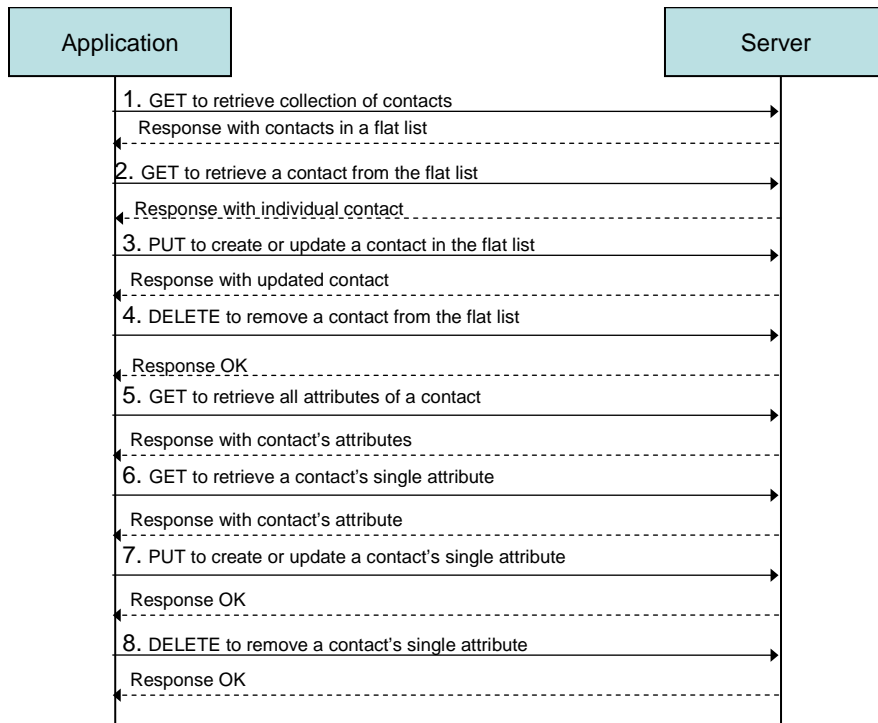 Application
Server
1. GET to retrieve collection of contacts
Response with contacts in a flat list
2. GET to retrieve a contact from the flat list
Response with individual contact
3. PUT to create or update a contact in the flat list
Response with updated contact
4. DELETE to remove a contact from the flat list
Response OK
5. GET to retrieve all attributes of a contact
Response with contact’s attributes
6. GET to retrieve a contact’s single attribute
Response with contact’s attribute
7. PUT to create or update a contact’s single attribute
Response OK
8. DELETE to remove a contact’s single attribute
Response OK